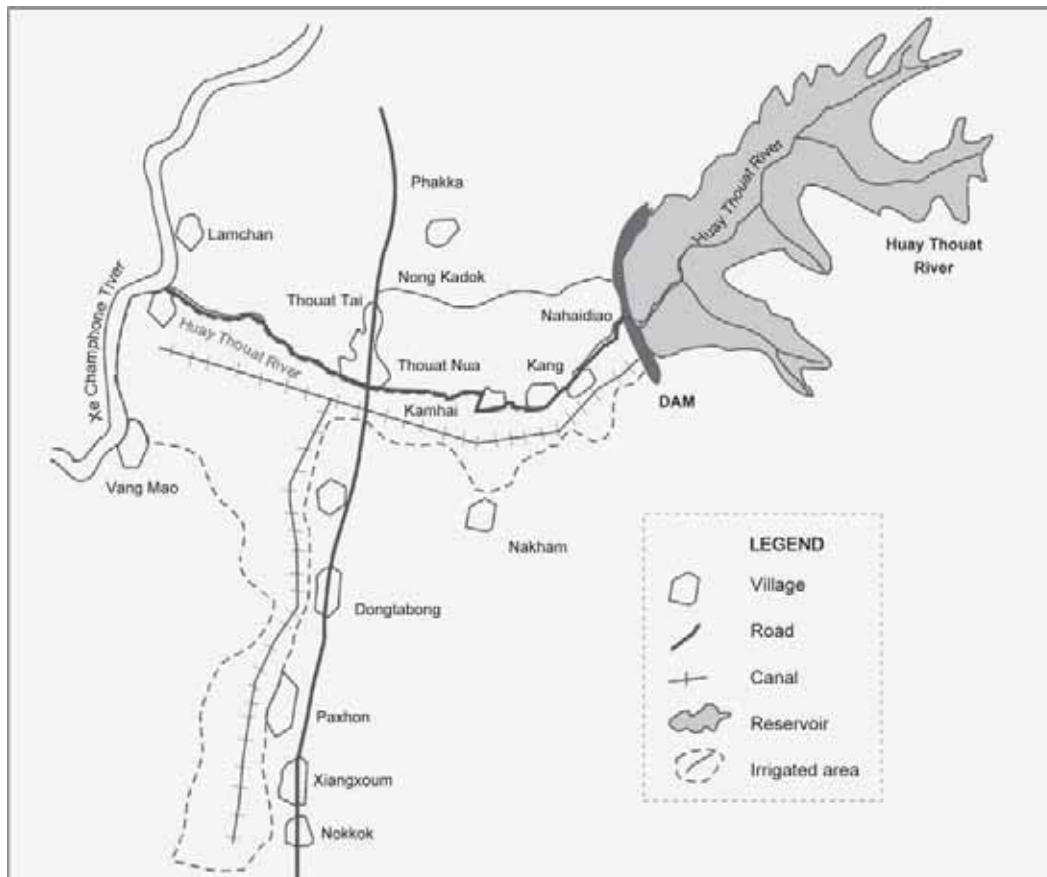 Phakka
Lamchan
Huay Thouat River
Huay Thouat
River
Nong Kadok
Thouat Tai
Xe Champhone Tiver
Nahaidiao
Huay Thouat River
Thouat Nua
Kang
Kamhai
DAM
Vang Mao
Nakham
LEGEND
Village
Road
Canal
Reservoir
Irrigated area
Dongtabong
Paxhon
Xiangxoum
Nokkok